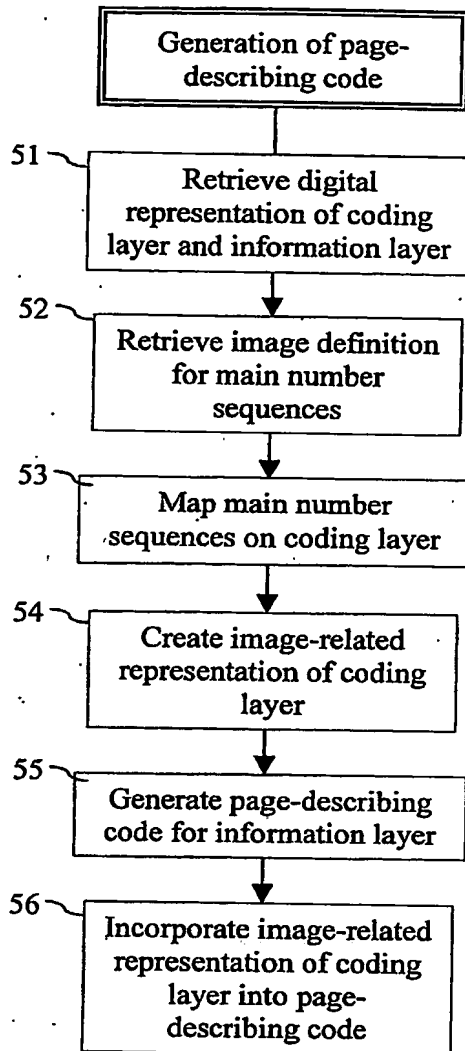 Generation of page-
describing code
51
Retrieve digital
representation of coding
layer and information layer
52
Retrieve image definition
for main number
sequences
53
Map main number
sequences on coding layer
54
Create image-related
representation of coding
layer
55
Generate page-describing
code for information layer
56
Incorporate image-related
representation of coding
layer into page-
describing code